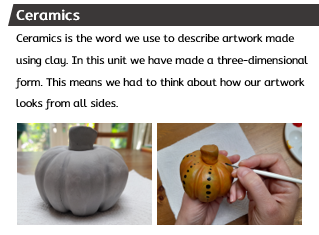 Ceramics
Ceramics is the word we use to describe artwork made
using clay. In this unit we have made a three-dimensional
form. This means we had to think about how our artwork
looks from all sides.